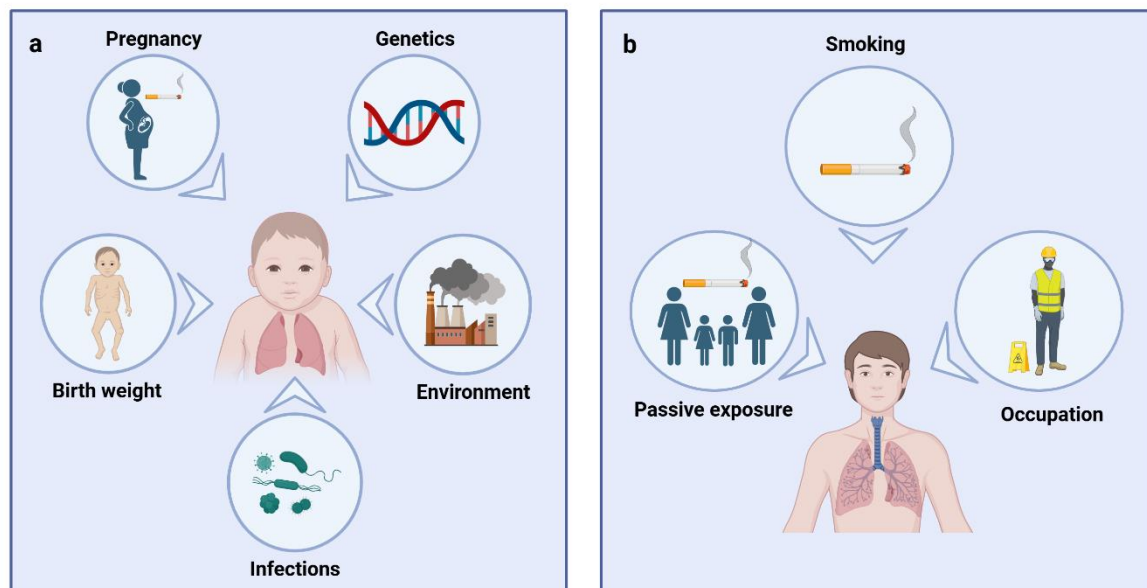 a
Pregnancy
Genetics
Birth weight
Environment
Infections
b
Smoking
Passive exposure
Occupation